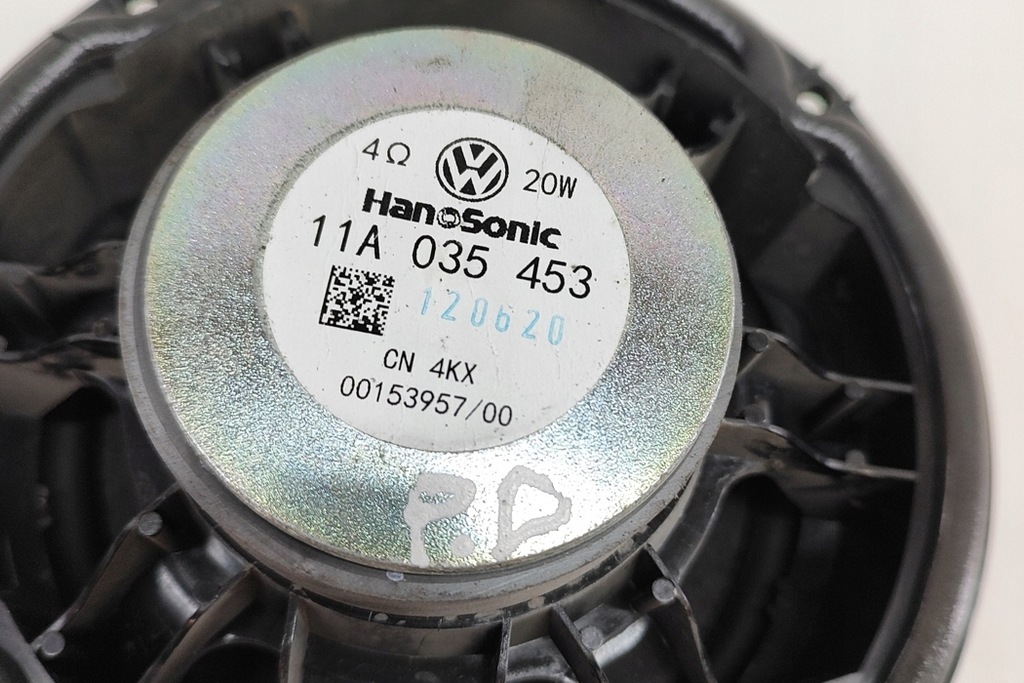 4Ω 20W
HanSonic
11A 035 453
120620
CN 4KX
00153957/00
P.D